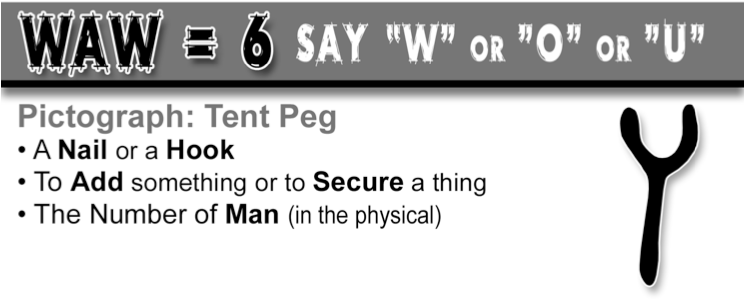 WAW = 6 SAY "W" OR "O" OR "U"
Pictograph: Tent Peg
• A Nail or a Hook
• To Add something or to Secure a thing
• The Number of Man (in the physical)